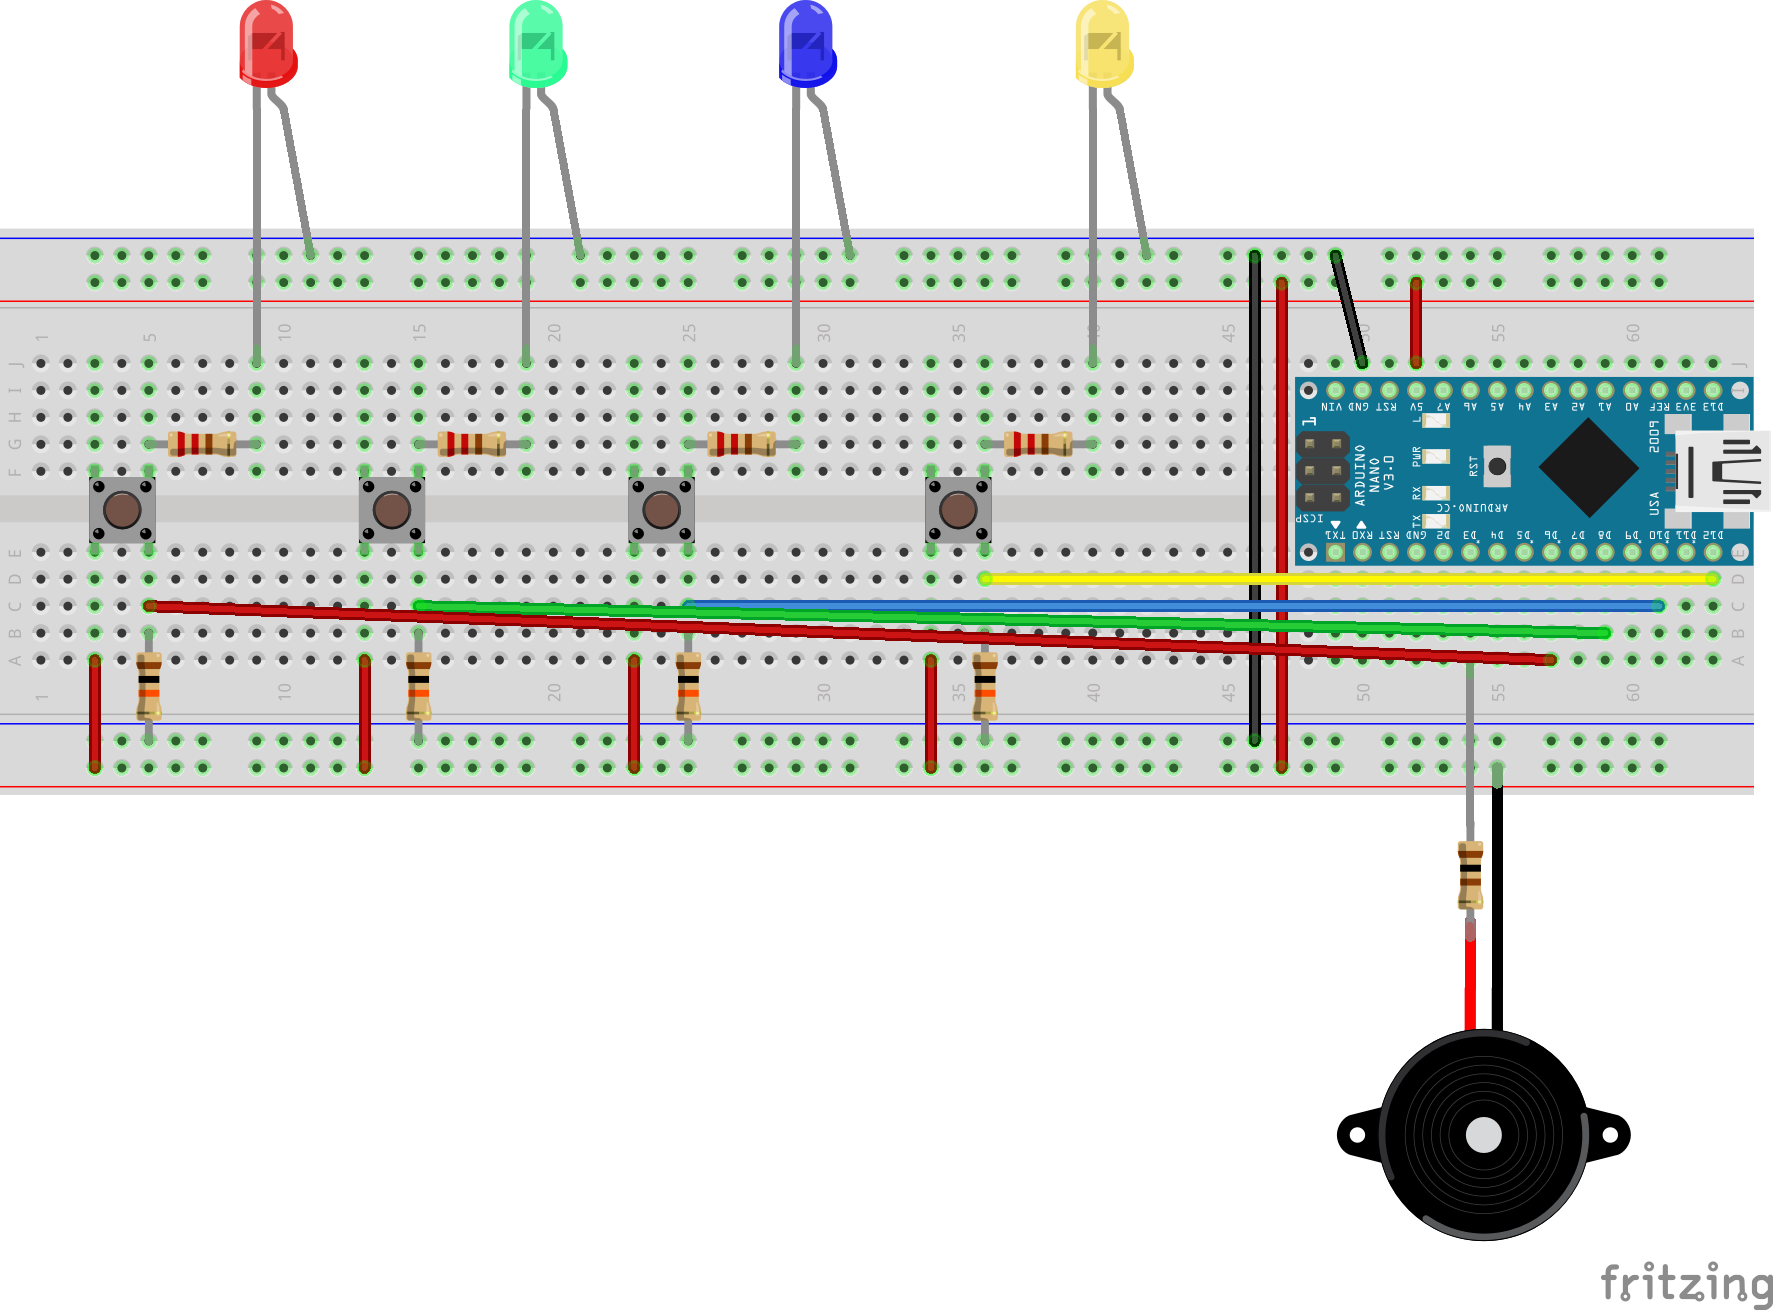 1 5 10 15 20 25 30 35 40 45 50 55 60
J J
I I
H
G
F
VIN GND RST 5V A7 A6 A5 A4 A3 A2 A1 A0 REF 3V3 D13
L
PWR
RX
TX
RST
ARDUINO
NANO
V3.0
ICSP
ARDUINO.CC
USA
TX1 RX0 RST GND D2 D3 D4 D5 D6 D7 D8 D9 D10 D11 D12
E E
D D
C C
B B
A A
1 10 15 20 25 30 35 40 45 50 55 60
fritzing